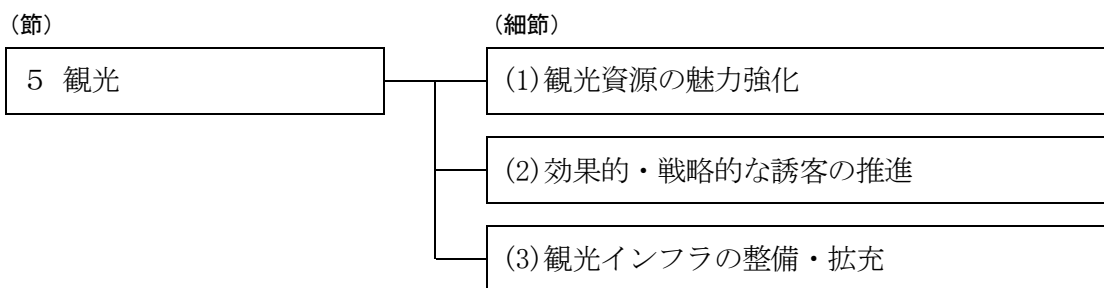 （節）
（細節）
５ 観光
(1)観光資源の魅力強化
(2)効果的・戦略的な誘客の推進
(3)観光インフラの整備・拡充